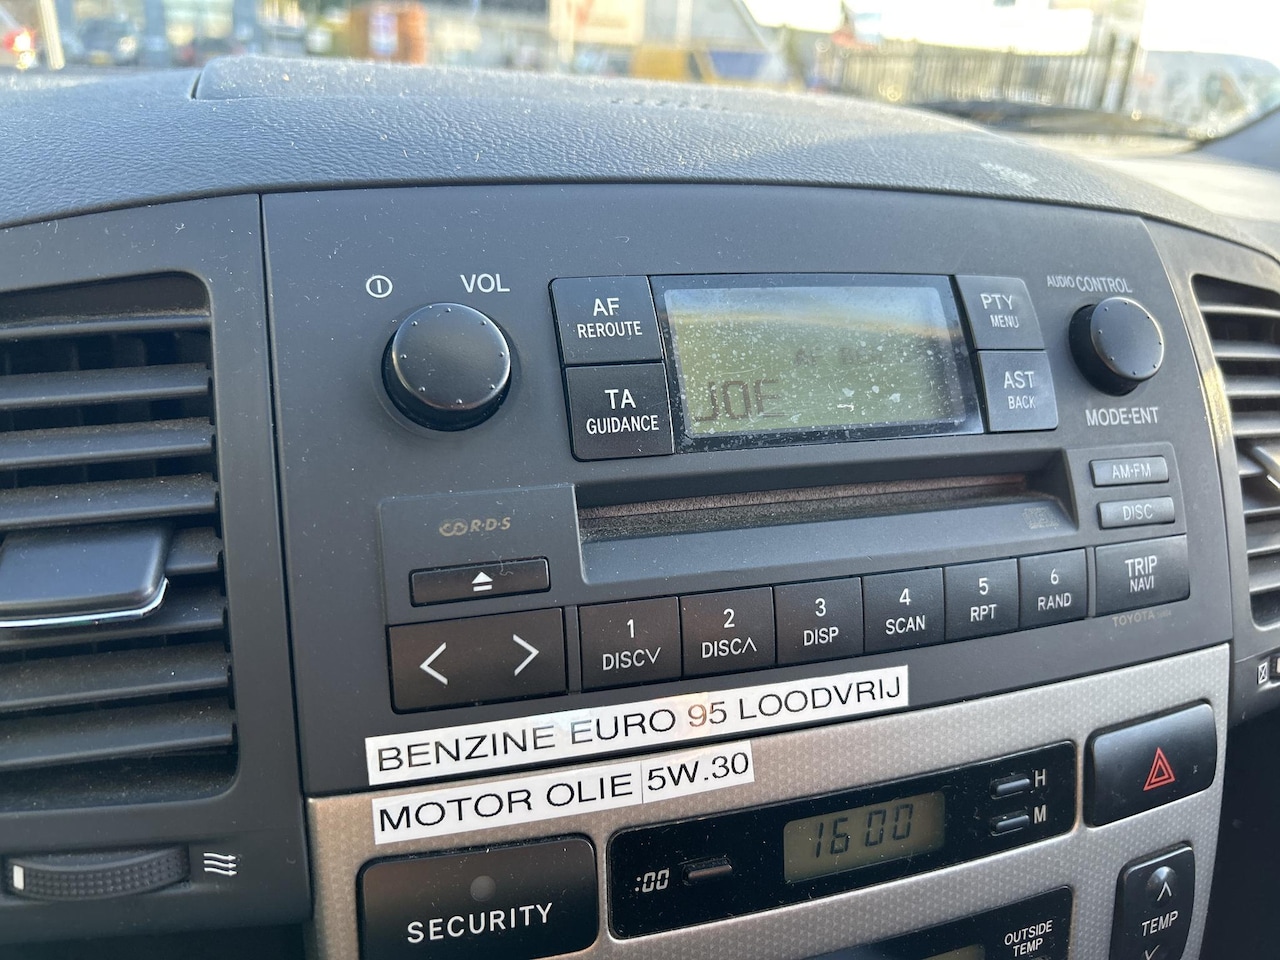 VOL
AF
REROUTE
TA
GUIDANCE
AF
JOE
PTY
MENU
AST
BACK
AUDIO CONTROL
MODE·ENT
AM·FM
DISC
R·D·S
1
DISC∨
2
DISC∧
3
DISP
4
SCAN
5
RPT
6
RAND
TRIP
NAVI
TOYOTA
BENZINE EURO 95 LOODVRIJ
MOTOR OLIE 5W.30
SECURITY
:00
16 00
H
M
OUTSIDE
TEMP
TEMP